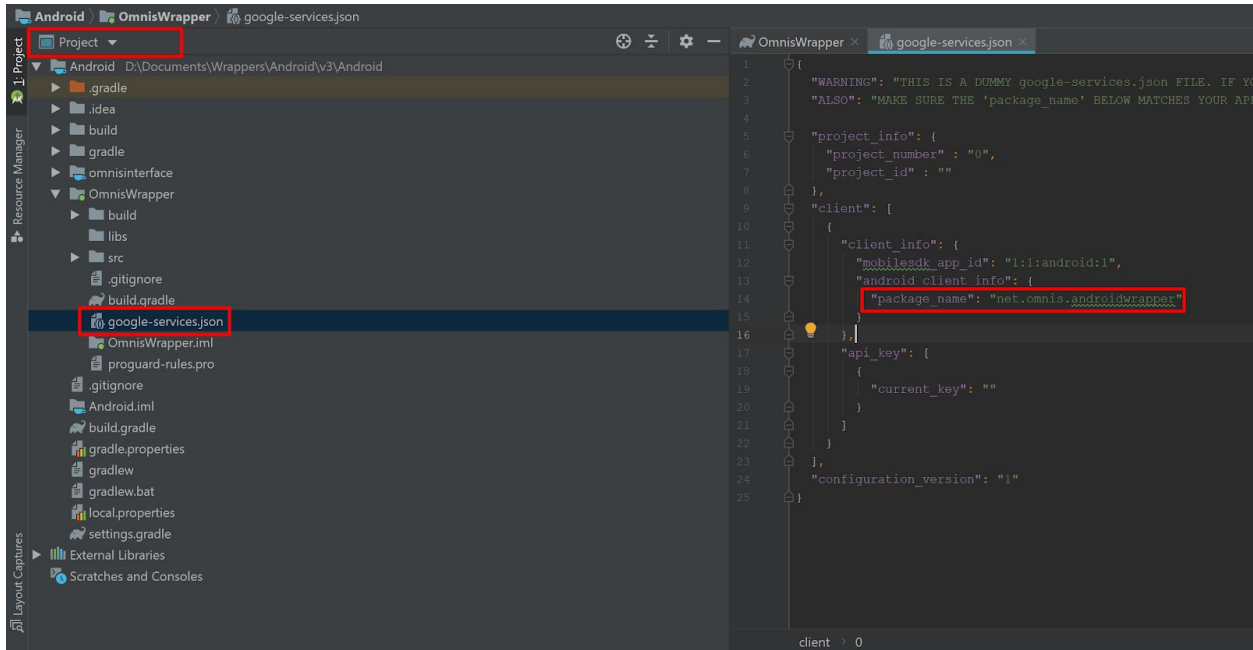 Android OmnisWrapper google-services.json
Project
OmnisWrapper
google-services.json
1: Project
Resource Manager
Layout Captures
Android D:\Documents\Wrappers\Android\v3\Android
.gradle
.idea
build
gradle
omnisinterface
OmnisWrapper
build
libs
src
.gitignore
build.gradle
google-services.json
OmnisWrapper.iml
proguard-rules.pro
.gitignore
Android.iml
build.gradle
gradle.properties
gradlew
gradlew.bat
local.properties
settings.gradle
External Libraries
Scratches and Consoles
1 {
2 "WARNING": "THIS IS A DUMMY google-services.json FILE. IF
3 "ALSO": "MAKE SURE THE 'package_name' BELOW MATCHES YOUR
4
5 "project_info": {
6 "project_number" : "0",
7 "project_id" : ""
8 },
9 "client": [
10 {
11 "client_info": {
12 "mobilesdk_app_id": "1:1:android:1",
13 "android_client_info": {
14 "package_name": "net.omnis.androidwrapper"
15 }
16 },
17 "api_key": [
18 {
19 "current_key": ""
20 }
21 ]
22 }
23 ],
24 "configuration_version": "1"
25 }
client 0